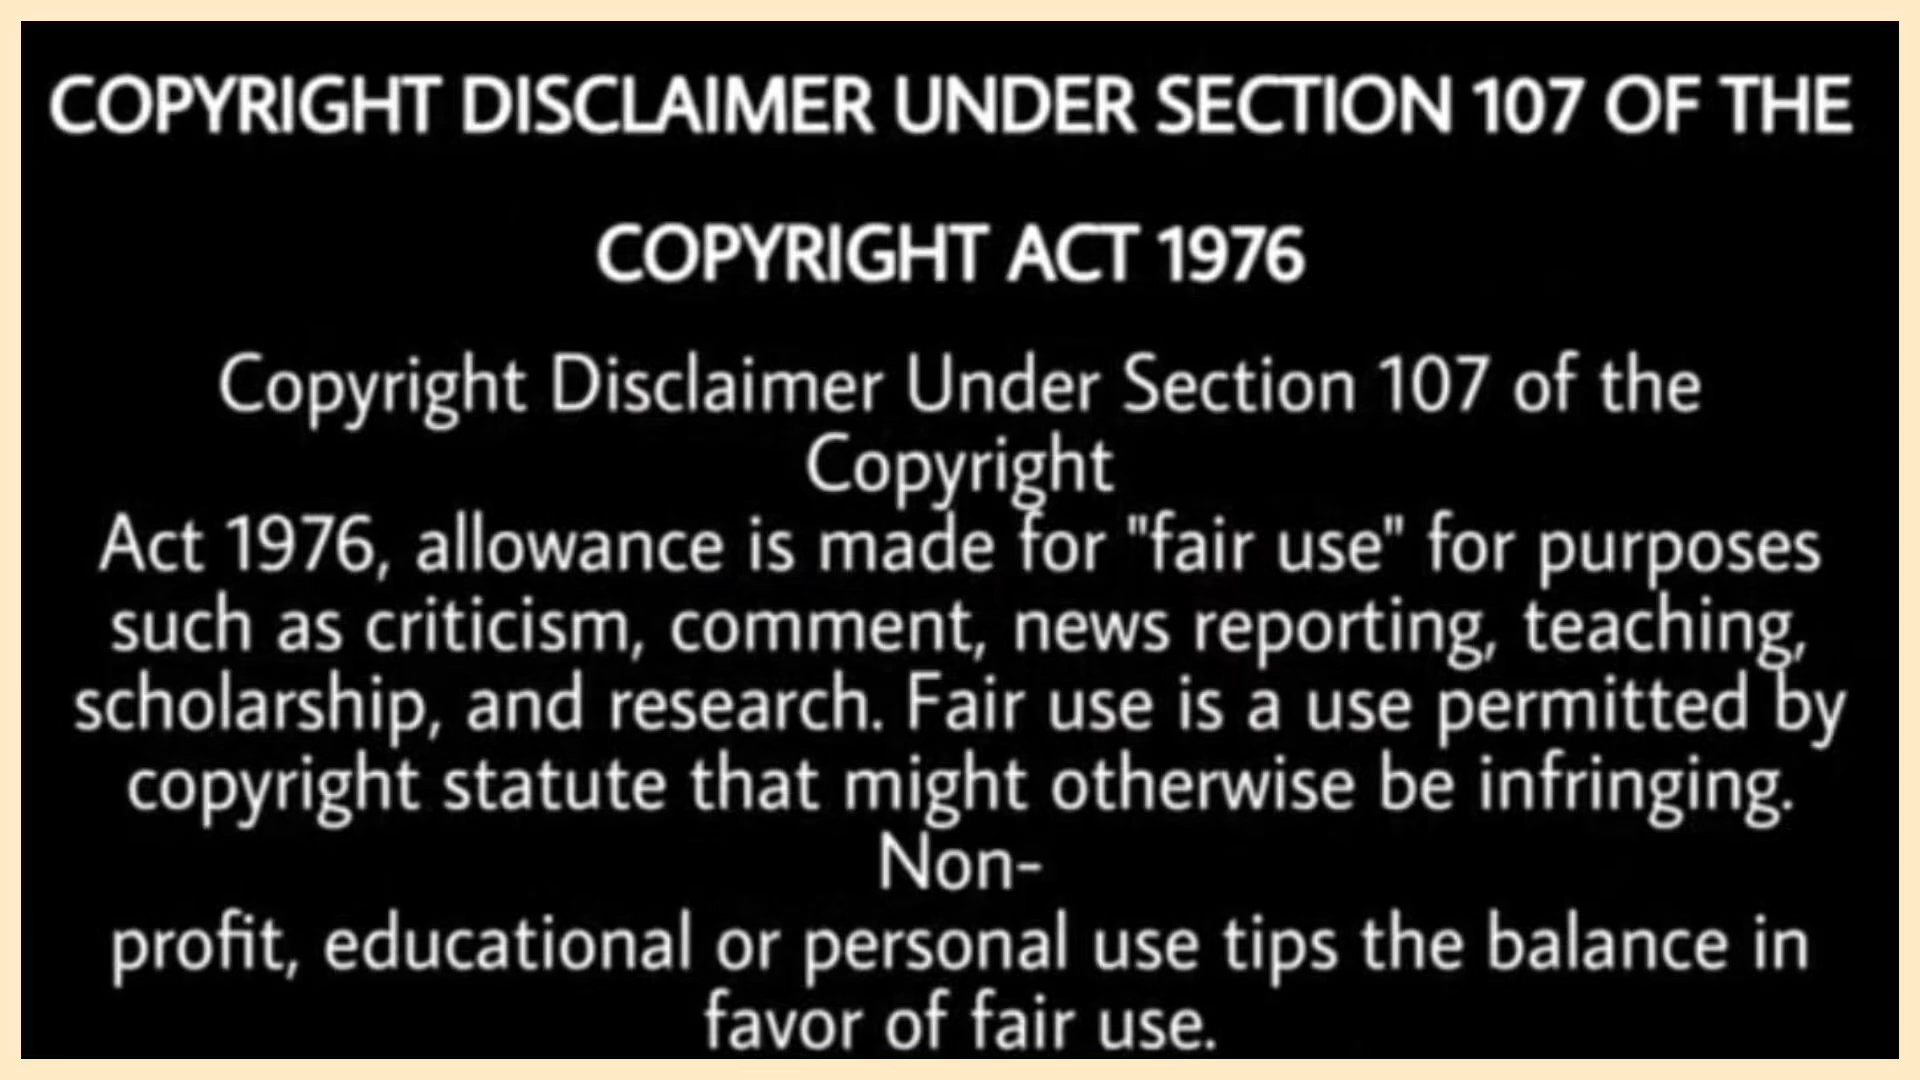 COPYRIGHT DISCLAIMER UNDER SECTION 107 OF THE
COPYRIGHT ACT 1976
Copyright Disclaimer Under Section 107 of the
Copyright
Act 1976, allowance is made for "fair use" for purposes
such as criticism, comment, news reporting, teaching,
scholarship, and research. Fair use is a use permitted by
copyright statute that might otherwise be infringing.
Non-
profit, educational or personal use tips the balance in
favor of fair use.